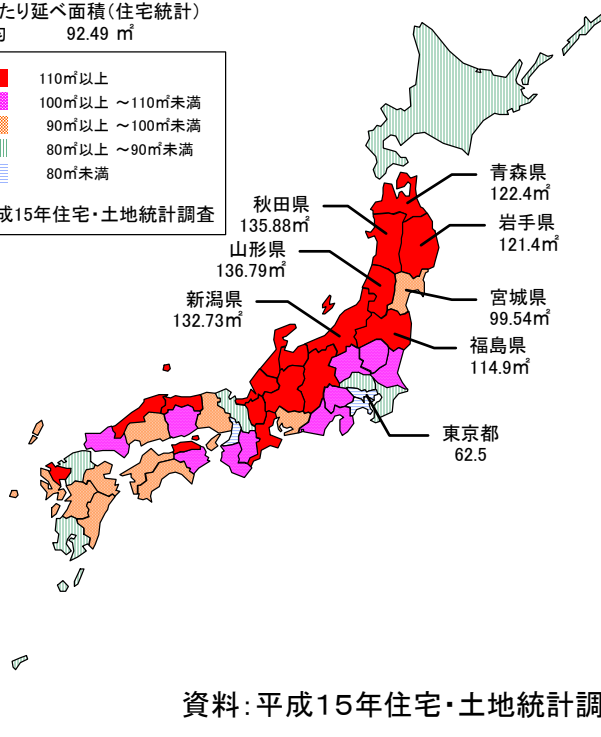 たり延べ面積(住宅統計)
92.49 ㎡
110㎡以上
100㎡以上 ～110㎡未満
90㎡以上 ～100㎡未満
80㎡以上 ～90㎡未満
80㎡未満
成15年住宅・土地統計調査
青森県
122.4㎡
秋田県
135.88㎡
岩手県
121.4㎡
山形県
136.79㎡
宮城県
99.54㎡
新潟県
132.73㎡
福島県
114.9㎡
東京都
62.5
資料:平成15年住宅・土地統計調